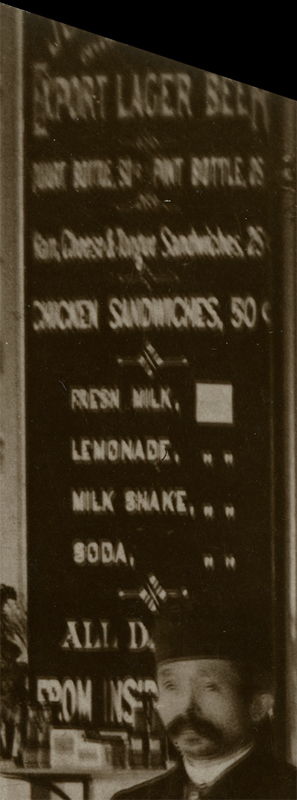 EXPORT LAGER BEER
QUART BOTTLE, 50¢ PINT BOTTLE, 25
Ham, Cheese & Tongue Sandwiches, 25
CHICKEN SANDWICHES, 50 ¢
FRESH MILK,
LEMONADE, " "
MILK SHAKE, " "
SODA, " "
ALL D
FROM INSID